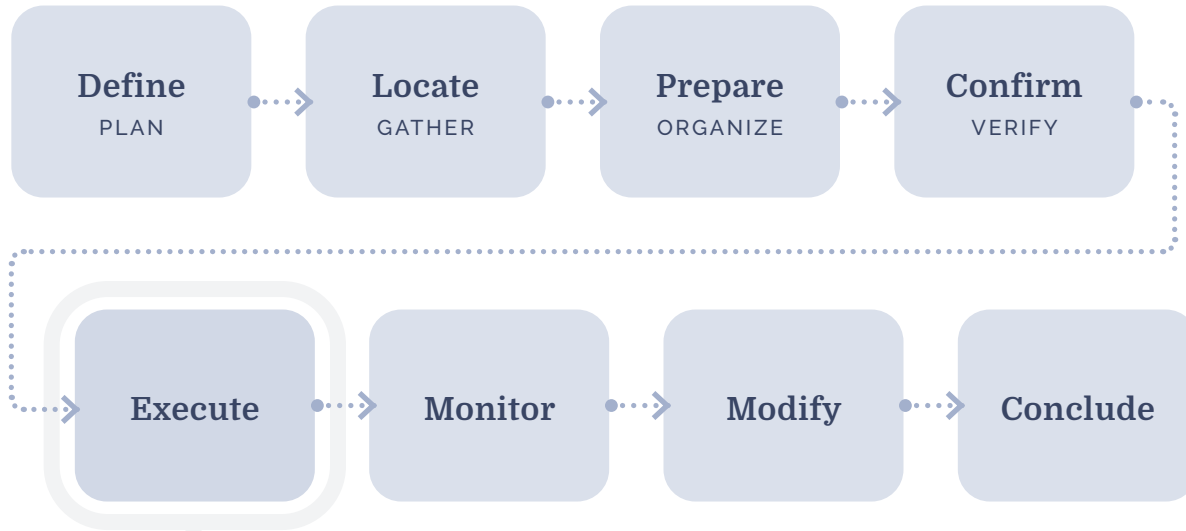 Define
PLAN
Locate
GATHER
Prepare
ORGANIZE
Confirm
VERIFY
Execute
Monitor
Modify
Conclude